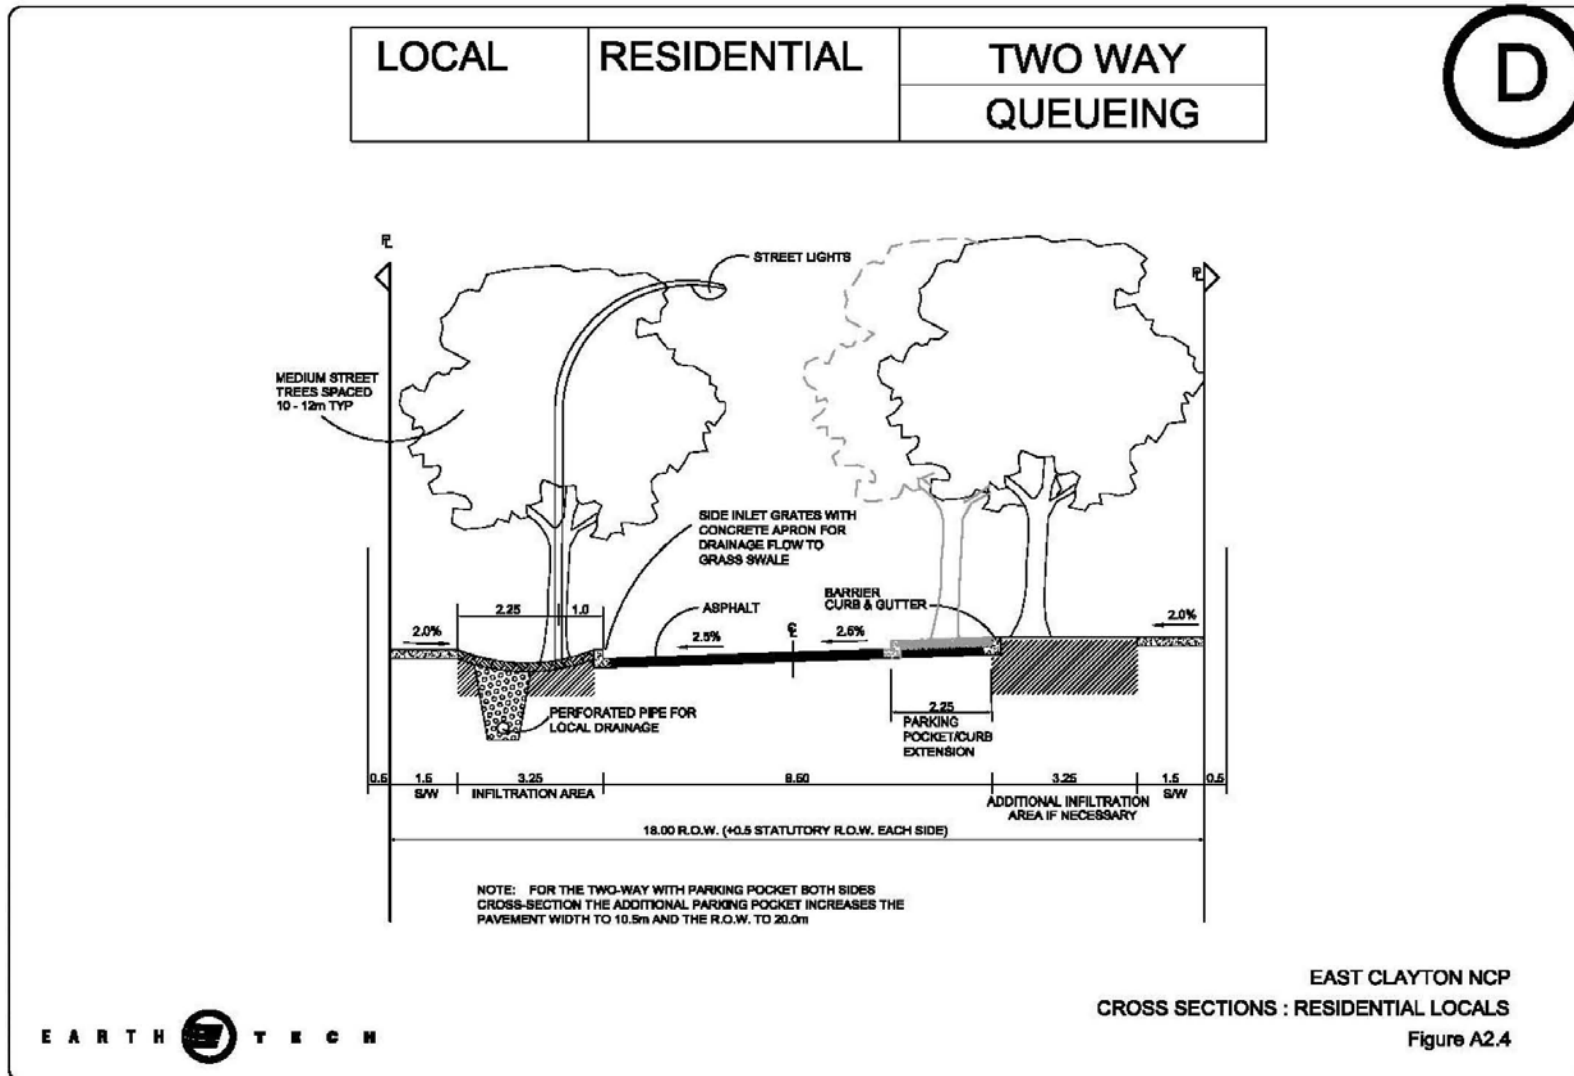 LOCAL
RESIDENTIAL
TWO WAY
QUEUEING
D
PL
PL
STREET LIGHTS
MEDIUM STREET
TREES SPACED
10 - 12m TYP
SIDE INLET GRATES WITH
CONCRETE APRON FOR
DRAINAGE FLOW TO
GRASS SWALE
BARRIER
CURB & GUTTER
ASPHALT
2.25
1.0
2.0%
2.5%
CL
2.5%
2.0%
PERFORATED PIPE FOR
LOCAL DRAINAGE
2.25
PARKING
POCKET/CURB
EXTENSION
0.5
1.5
3.25
8.50
3.25
1.5
0.5
S/W
INFILTRATION AREA
ADDITIONAL INFILTRATION
AREA IF NECESSARY
S/W
18.00 R.O.W. (+0.5 STATUTORY R.O.W. EACH SIDE)
NOTE: FOR THE TWO-WAY WITH PARKING POCKET BOTH SIDES
CROSS-SECTION THE ADDITIONAL PARKING POCKET INCREASES THE
PAVEMENT WIDTH TO 10.5m AND THE R.O.W. TO 20.0m
EAST CLAYTON NCP
CROSS SECTIONS : RESIDENTIAL LOCALS
Figure A2.4
EARTH TECH